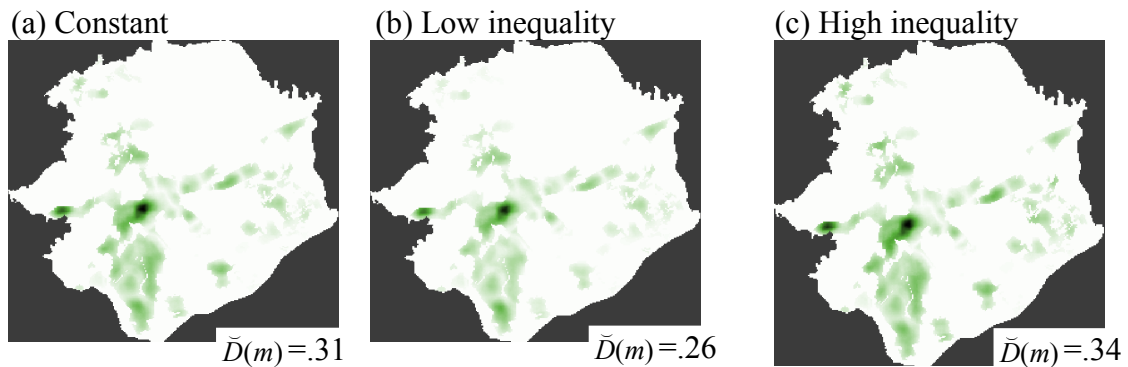 (a) Constant
(b) Low inequality
(c) High inequality
D̆(m) =.31
D̆(m) =.26
D̆(m) =.34